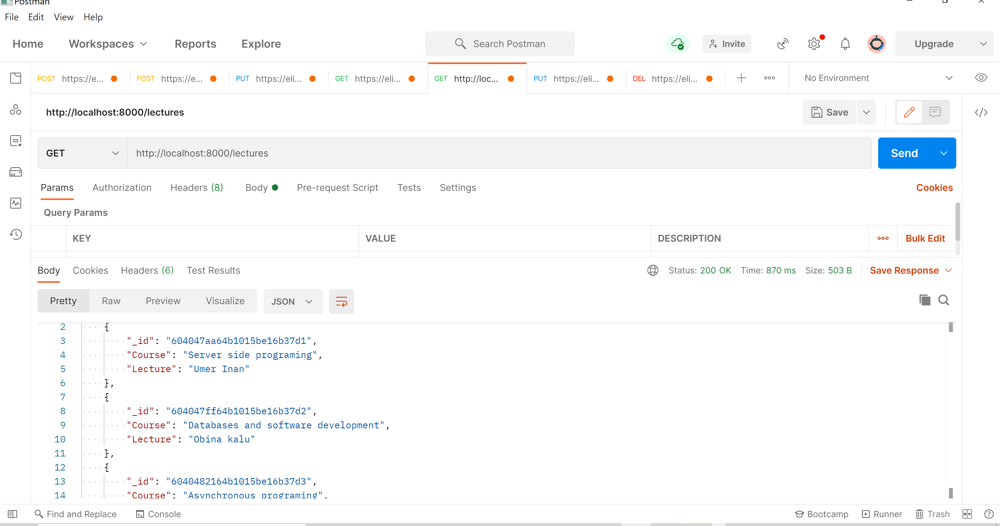 Postman
File Edit View Help
Home Workspaces Reports Explore Search Postman Invite Upgrade
POST https://e... POST https://e... PUT https://eli... GET https://eli... GET http://loc... PUT https://eli... DEL https://eli... No Environment
http://localhost:8000/lectures Save
GET http://localhost:8000/lectures Send
Params Authorization Headers (8) Body Pre-request Script Tests Settings Cookies
Query Params
KEY VALUE DESCRIPTION Bulk Edit
Body Cookies Headers (6) Test Results Status: 200 OK Time: 870 ms Size: 503 B Save Response
Pretty Raw Preview Visualize JSON
2 {
3 "_id": "604047aa64b1015be16b37d1",
4 "Course": "Server side programing",
5 "Lecture": "Umer Inan"
6 },
7 {
8 "_id": "604047ff64b1015be16b37d2",
9 "Course": "Databases and software development",
10 "Lecture": "Obina kalu"
11 },
12 {
13 "_id": "6040482164b1015be16b37d3",
14 "Course": "Asynchronous programing",
Find and Replace Console Bootcamp Runner Trash